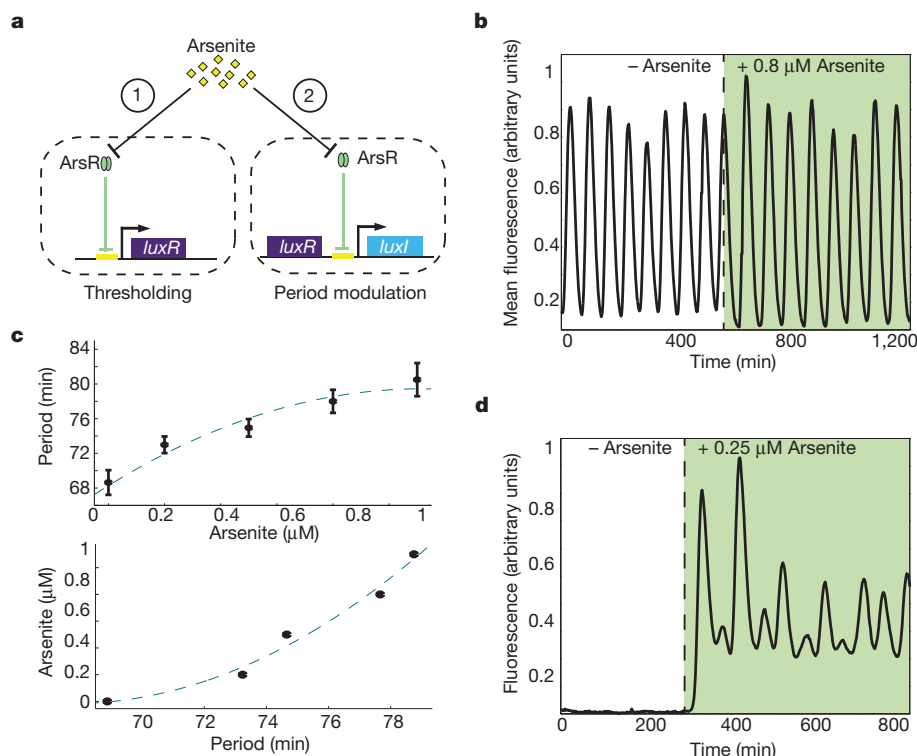 a
Arsenite
1
2
ArsR
ArsR
luxR
luxR
luxI
Thresholding
Period modulation
b
– Arsenite
+ 0.8 μM Arsenite
Mean fluorescence (arbitrary units)
1
0.8
0.6
0.4
0.2
0
400
800
1,200
Time (min)
c
Period (min)
84
80
76
72
68
0
0.2
0.4
0.6
0.8
1
Arsenite (μM)
Arsenite (μM)
1
0.8
0.6
0.4
0.2
0
70
72
74
76
78
Period (min)
d
– Arsenite
+ 0.25 μM Arsenite
Fluorescence (arbitrary units)
1
0.8
0.6
0.4
0.2
0
200
400
600
800
Time (min)